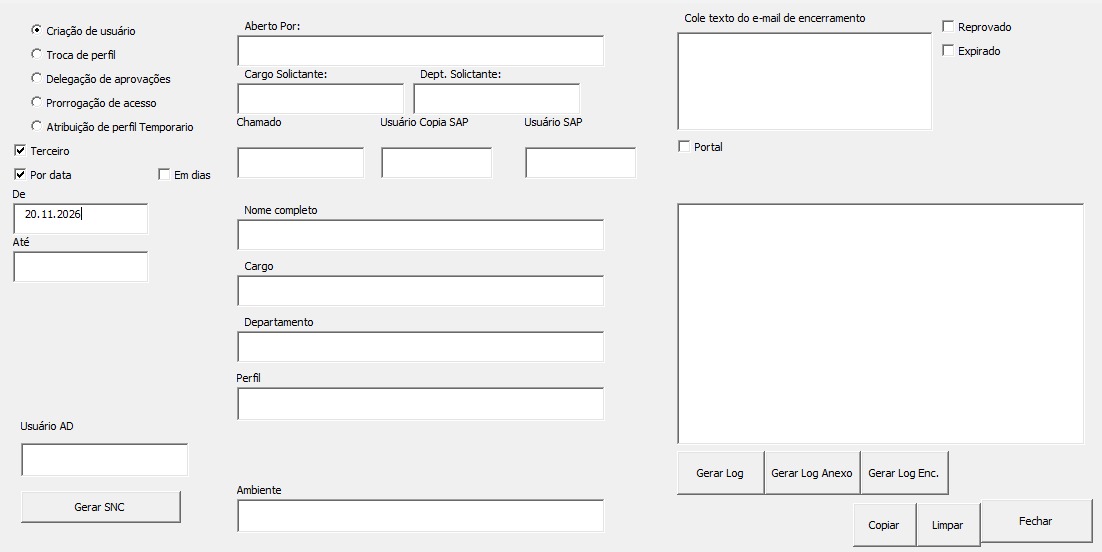 Criação de usuário
Troca de perfil
Delegação de aprovações
Prorrogação de acesso
Atribuição de perfil Temporario
Terceiro
Por data
Em dias
De
20.11.2026
Até
Usuário AD
Gerar SNC
Aberto Por:
Cargo Solictante:
Dept. Solictante:
Chamado
Usuário Copia SAP
Usuário SAP
Nome completo
Cargo
Departamento
Perfil
Ambiente
Cole texto do e-mail de encerramento
Reprovado
Expirado
Portal
Gerar Log
Gerar Log Anexo
Gerar Log Enc.
Copiar
Limpar
Fechar